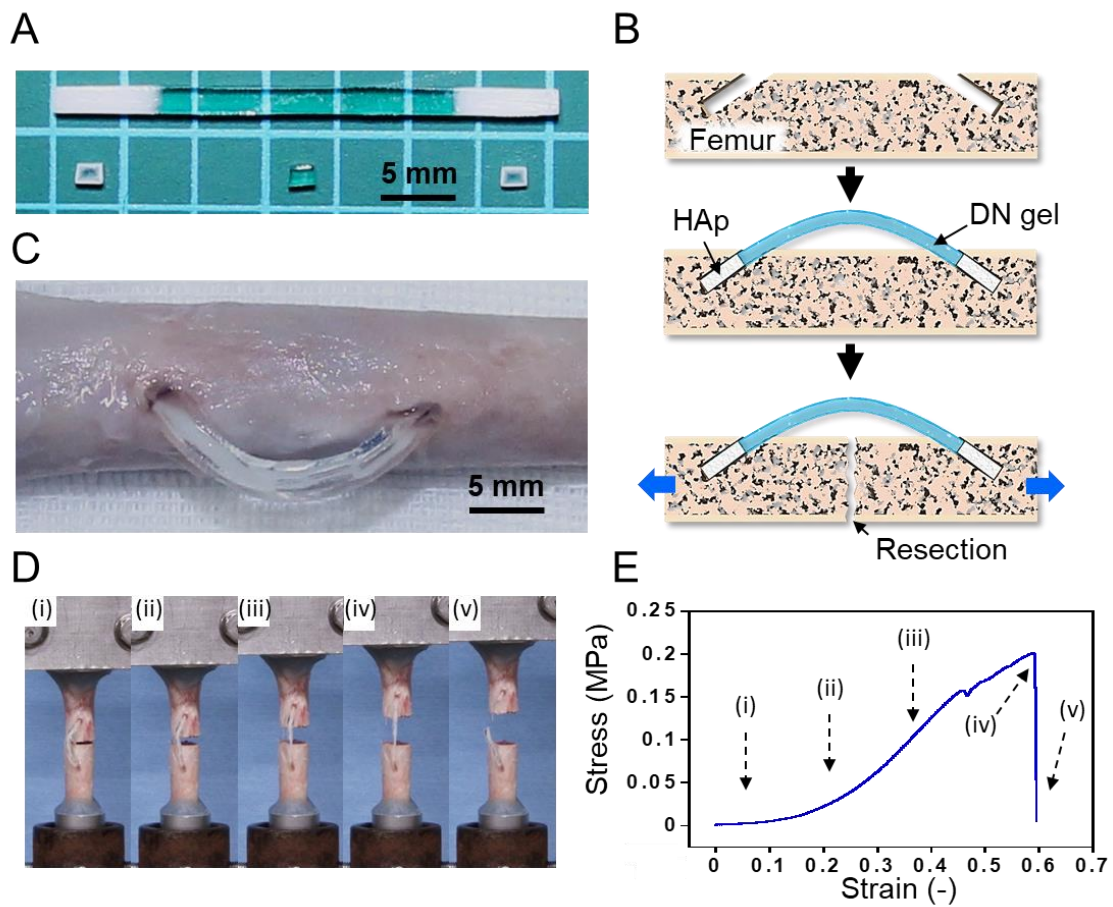 A
5 mm
B
Femur
HAp
DN gel
Resection
C
5 mm
D
(i)
(ii)
(iii)
(iv)
(v)
E
Stress (MPa)
0.25
0.2
0.15
0.1
0.05
0
(i)
(ii)
(iii)
(iv)
(v)
0 0.1 0.2 0.3 0.4 0.5 0.6 0.7
Strain (-)